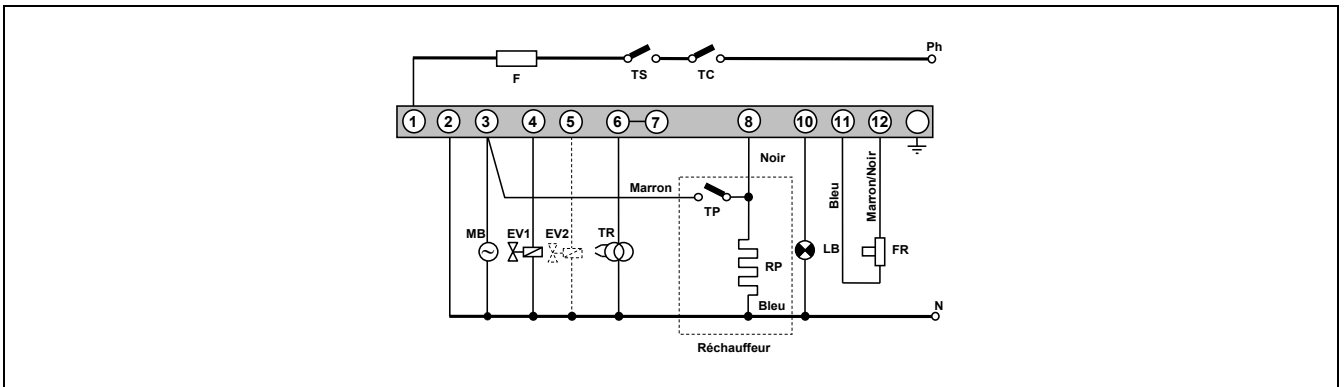 Ph
F TS TC
1 2 3 4 5 6 7 8 10 11 12
Noir
Marron
Bleu
Marron/Noir
TP
MB EV1 EV2 TR
LB FR
RP
Bleu
N
Réchauffeur